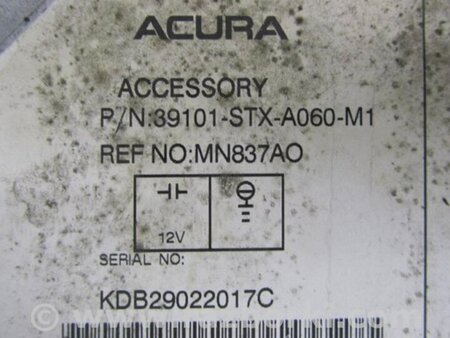 ACURA
ACCESSORY
P/N:39101-STX-A060-M1
REF NO:MN837AO
12V
SERIAL NO:
KDB29022017C